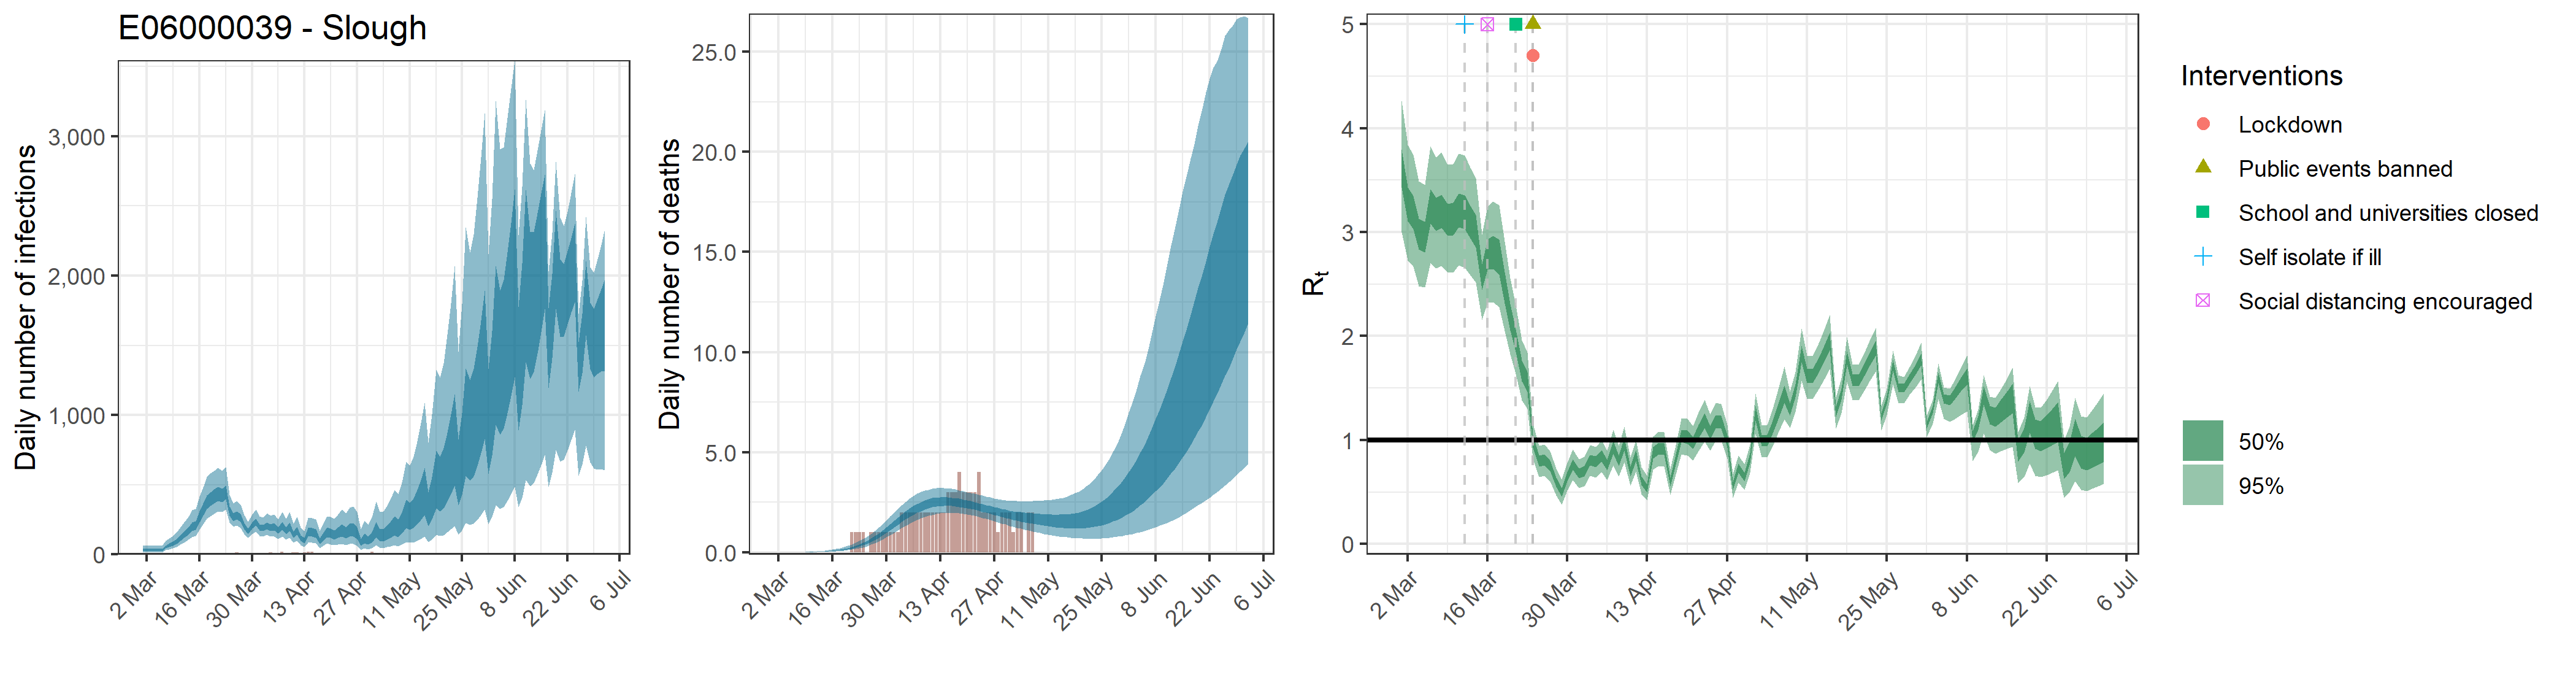 E06000039 - Slough
Daily number of infections
3,000
2,000
1,000
0
2 Mar
16 Mar
30 Mar
13 Apr
27 Apr
11 May
25 May
8 Jun
22 Jun
6 Jul
Daily number of deaths
25.0
20.0
15.0
10.0
5.0
0.0
2 Mar
16 Mar
30 Mar
13 Apr
27 Apr
11 May
25 May
8 Jun
22 Jun
6 Jul
Rt
5
4
3
2
1
0
2 Mar
16 Mar
30 Mar
13 Apr
27 Apr
11 May
25 May
8 Jun
22 Jun
6 Jul
Interventions
Lockdown
Public events banned
School and universities closed
Self isolate if ill
Social distancing encouraged
50%
95%